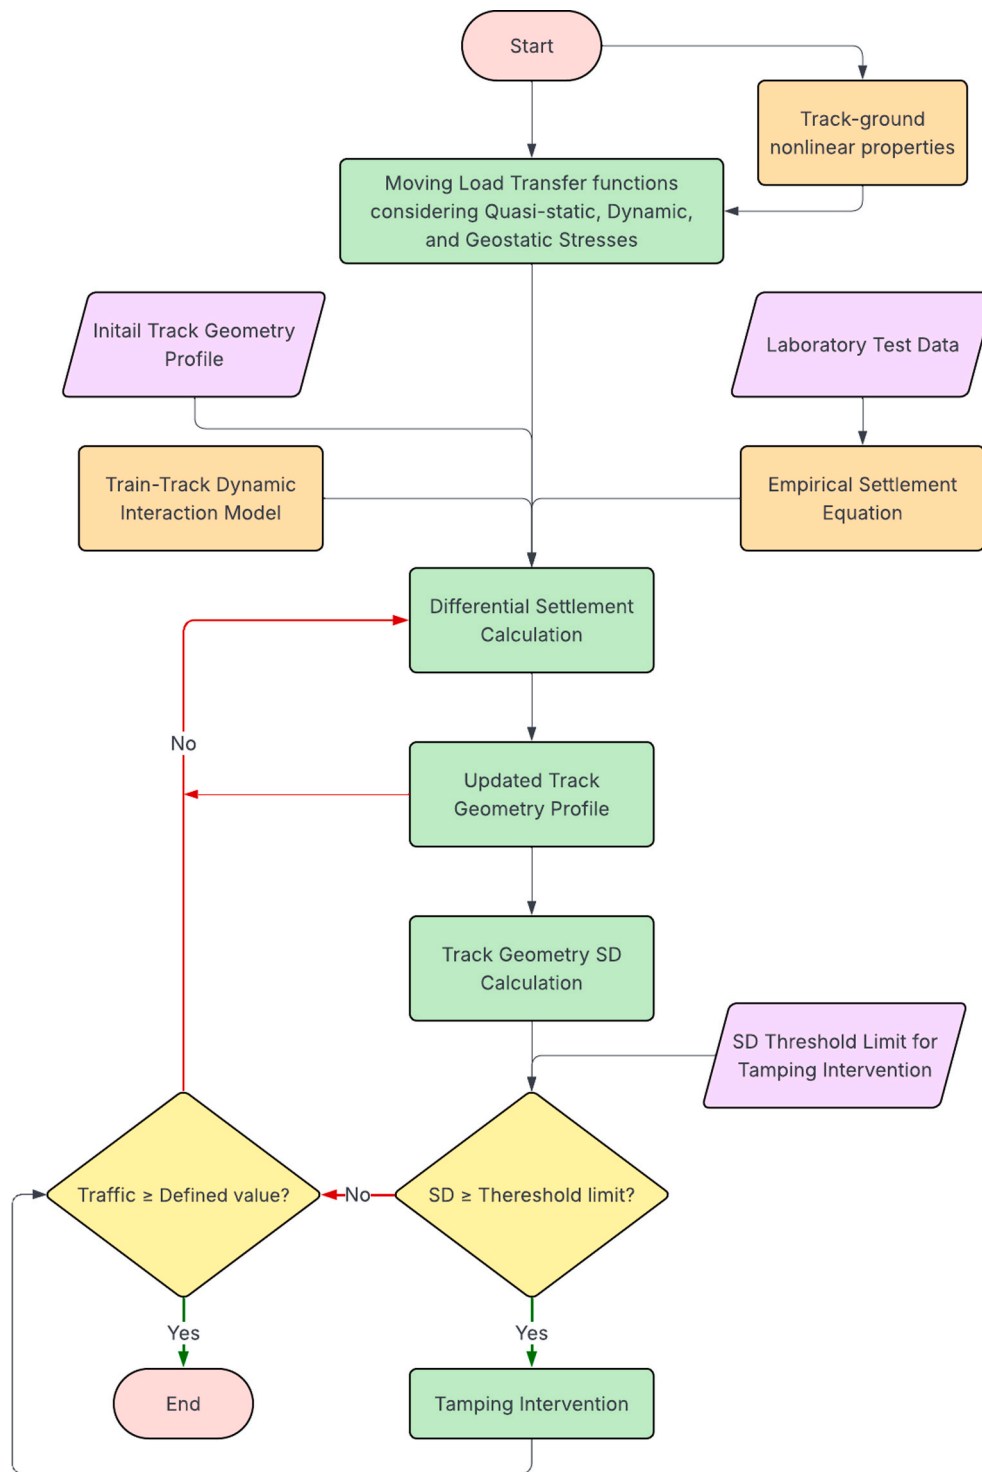 Start
Track-ground
nonlinear properties
Moving Load Transfer functions
considering Quasi-static, Dynamic,
and Geostatic Stresses
Initail Track Geometry
Profile
Laboratory Test Data
Train-Track Dynamic
Interaction Model
Empirical Settlement
Equation
Differential Settlement
Calculation
No
Updated Track
Geometry Profile
Track Geometry SD
Calculation
SD Threshold Limit for
Tamping Intervention
Traffic ≥ Defined value?
No
SD ≥ Thereshold limit?
Yes
Yes
End
Tamping Intervention